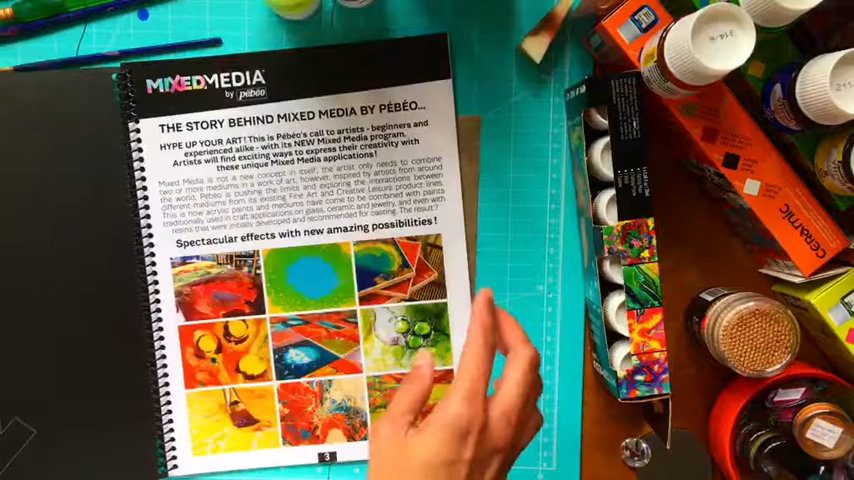 MIXEDMEDIA
by pébéo
THE STORY BEHIND MIXED MEDIA BY PÉBÉO...
HYPE UP YOUR ART! This is Pébéo's call to artists - beginners and
experienced alike - with its NEW Mixed Media program.
Artists will find exciting ways to express their creativity with
these unique Mixed Media applications!
Mixed Media is not a new concept in itself, the artist only needs to combine
two or more mediums in a work of art, however, inspired by artists from around
the world, Pébéo is pushing the limits and exploring the interactions between
different mediums from its existing Fine Art and Creative Leisure product lines.
This is how acrylic paints and mediums have come to be combined with paints
traditionally used in craft applications on glass, ceramic and jewelry, and even with
resins that were initially developed and recommended for casting. The result?
Spectacular effects with new amazing possibilities!
3
314/6
CERAMIC